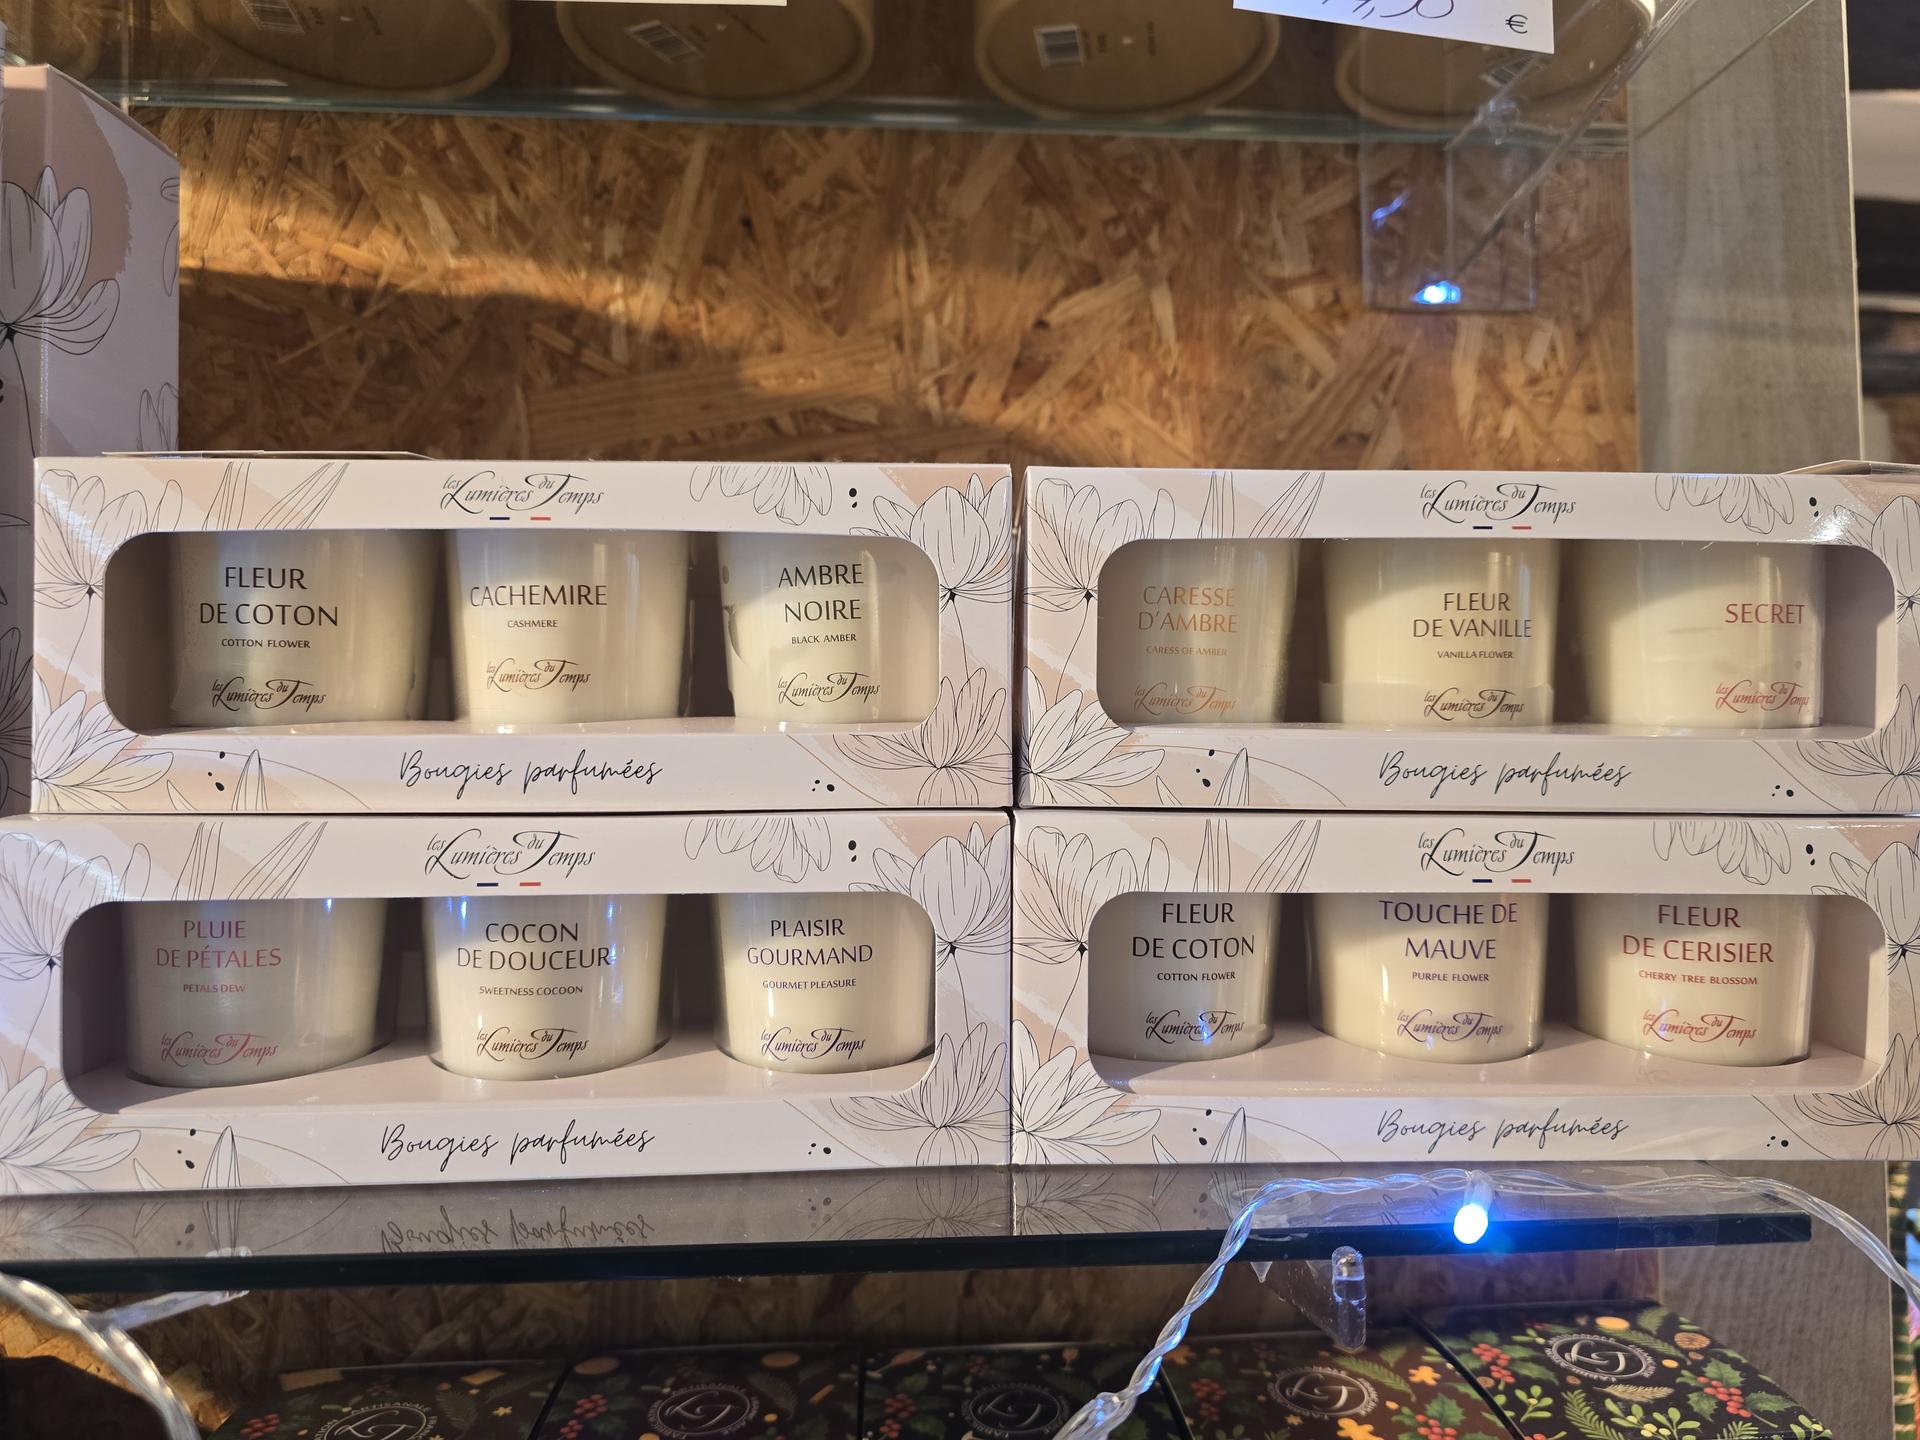 €
les Lumières du Temps
FLEUR
DE COTON
COTTON FLOWER
les Lumières du Temps
CACHEMIRE
CASHMERE
les Lumières du Temps
AMBRE
NOIRE
BLACK AMBER
les Lumières du Temps
Bougies parfumées
les Lumières du Temps
CARESSE
D'AMBRE
CARESS OF AMBER
les Lumières du Temps
FLEUR
DE VANILLE
VANILLA FLOWER
les Lumières du Temps
SECRET
les Lumières du Temps
Bougies parfumées
les Lumières du Temps
PLUIE
DE PÉTALES
PETALS DEW
les Lumières du Temps
COCON
DE DOUCEUR
SWEETNESS COCOON
les Lumières du Temps
PLAISIR
GOURMAND
GOURMET PLEASURE
les Lumières du Temps
Bougies parfumées
les Lumières du Temps
FLEUR
DE COTON
COTTON FLOWER
les Lumières du Temps
TOUCHE DE
MAUVE
PURPLE FLOWER
les Lumières du Temps
FLEUR
DE CERISIER
CHERRY TREE BLOSSOM
les Lumières du Temps
Bougies parfumées